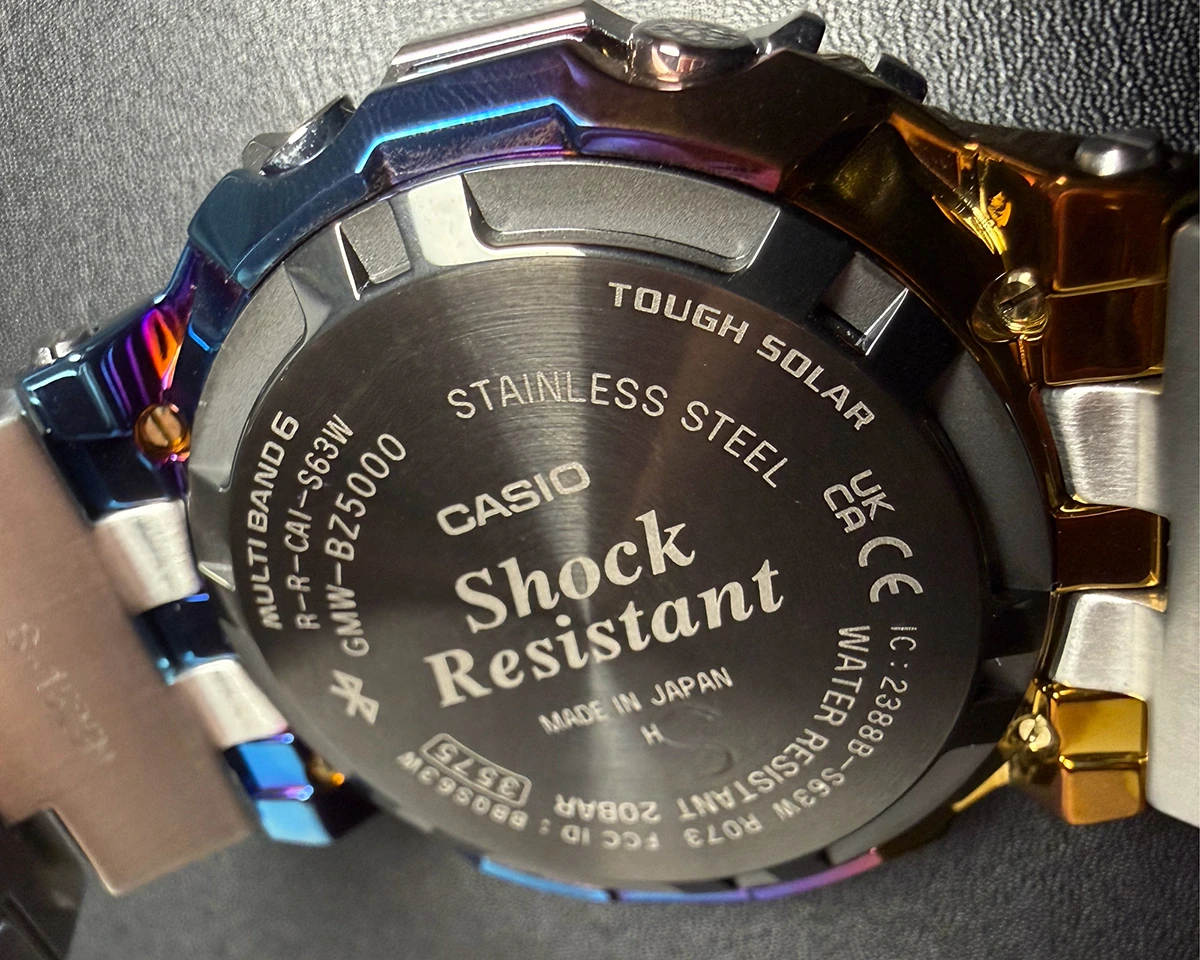 TOUGH SOLAR
STAINLESS STEEL
MULTI BAND 6
R-R-CAI-S63W
GMW-BZ5000
CASIO
Shock
Resistant
MADE IN JAPAN
H
UK
CA
CE
IC:2388B-S63W R073 FCC ID:BBQS63W
WATER RESISTANT 20BAR
3575